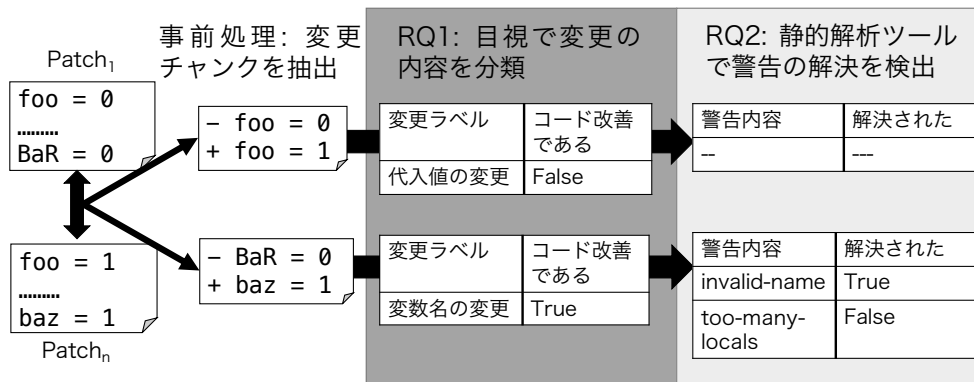 事前処理: 変更
チャンクを抽出
RQ1: 目視で変更の
内容を分類
RQ2: 静的解析ツール
で警告の解決を検出
Patch1
foo = 0
………
BaR = 0
foo = 1
………
baz = 1
Patchn
- foo = 0
+ foo = 1
変更ラベル コード改善
である
代入値の変更 False
警告内容 解決された
-- ---
- BaR = 0
+ baz = 1
変更ラベル コード改善
である
変数名の変更 True
警告内容 解決された
invalid-name True
too-many- False
locals